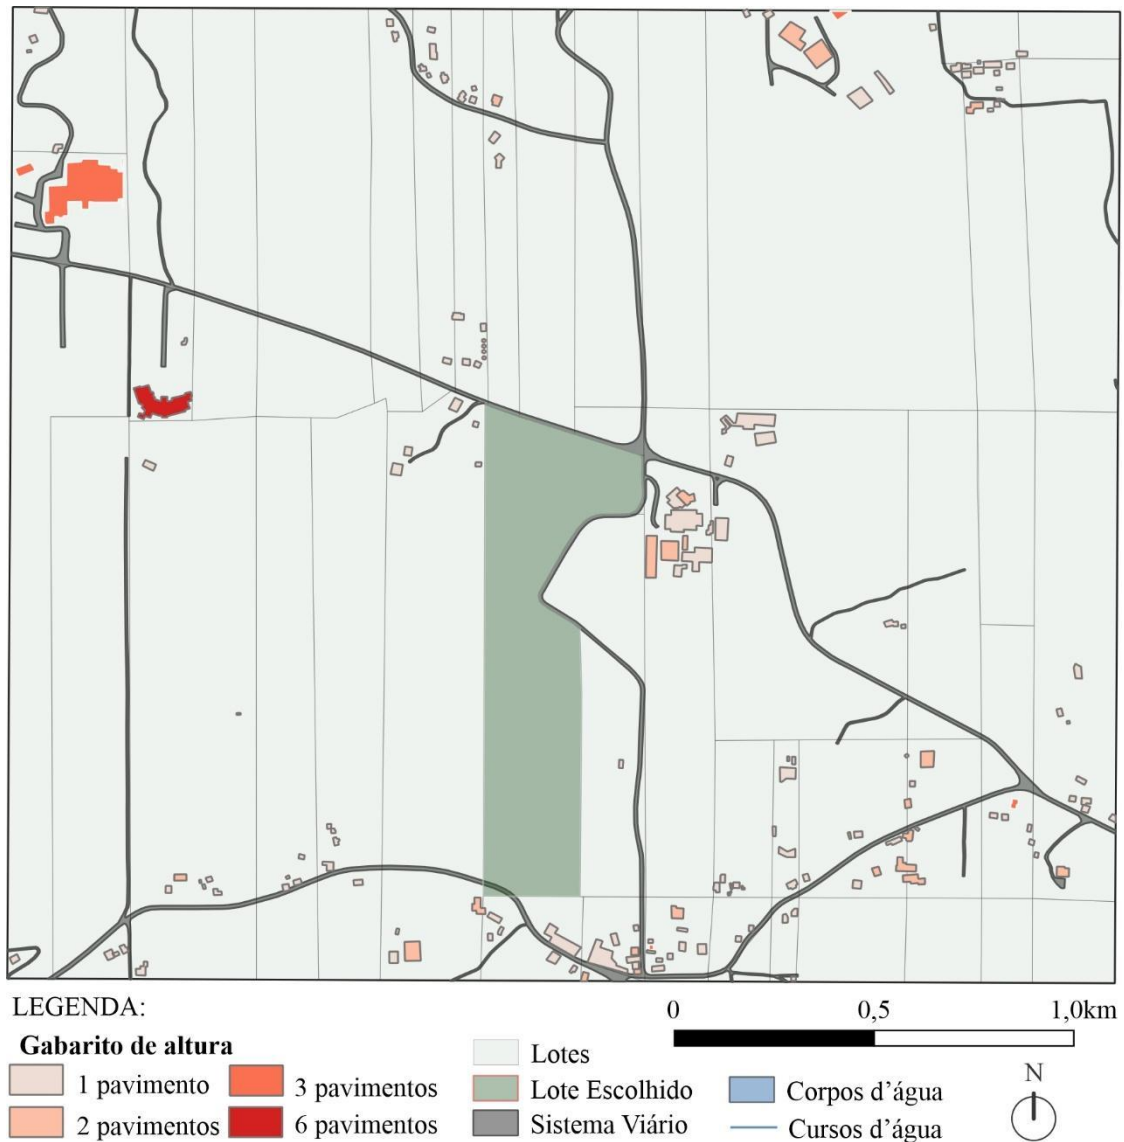 LEGENDA:
0 0,5 1,0km
Gabarito de altura
1 pavimento
3 pavimentos
2 pavimentos
6 pavimentos
Lotes
Lote Escolhido
Sistema Viário
Corpos d’água
Cursos d’água
N